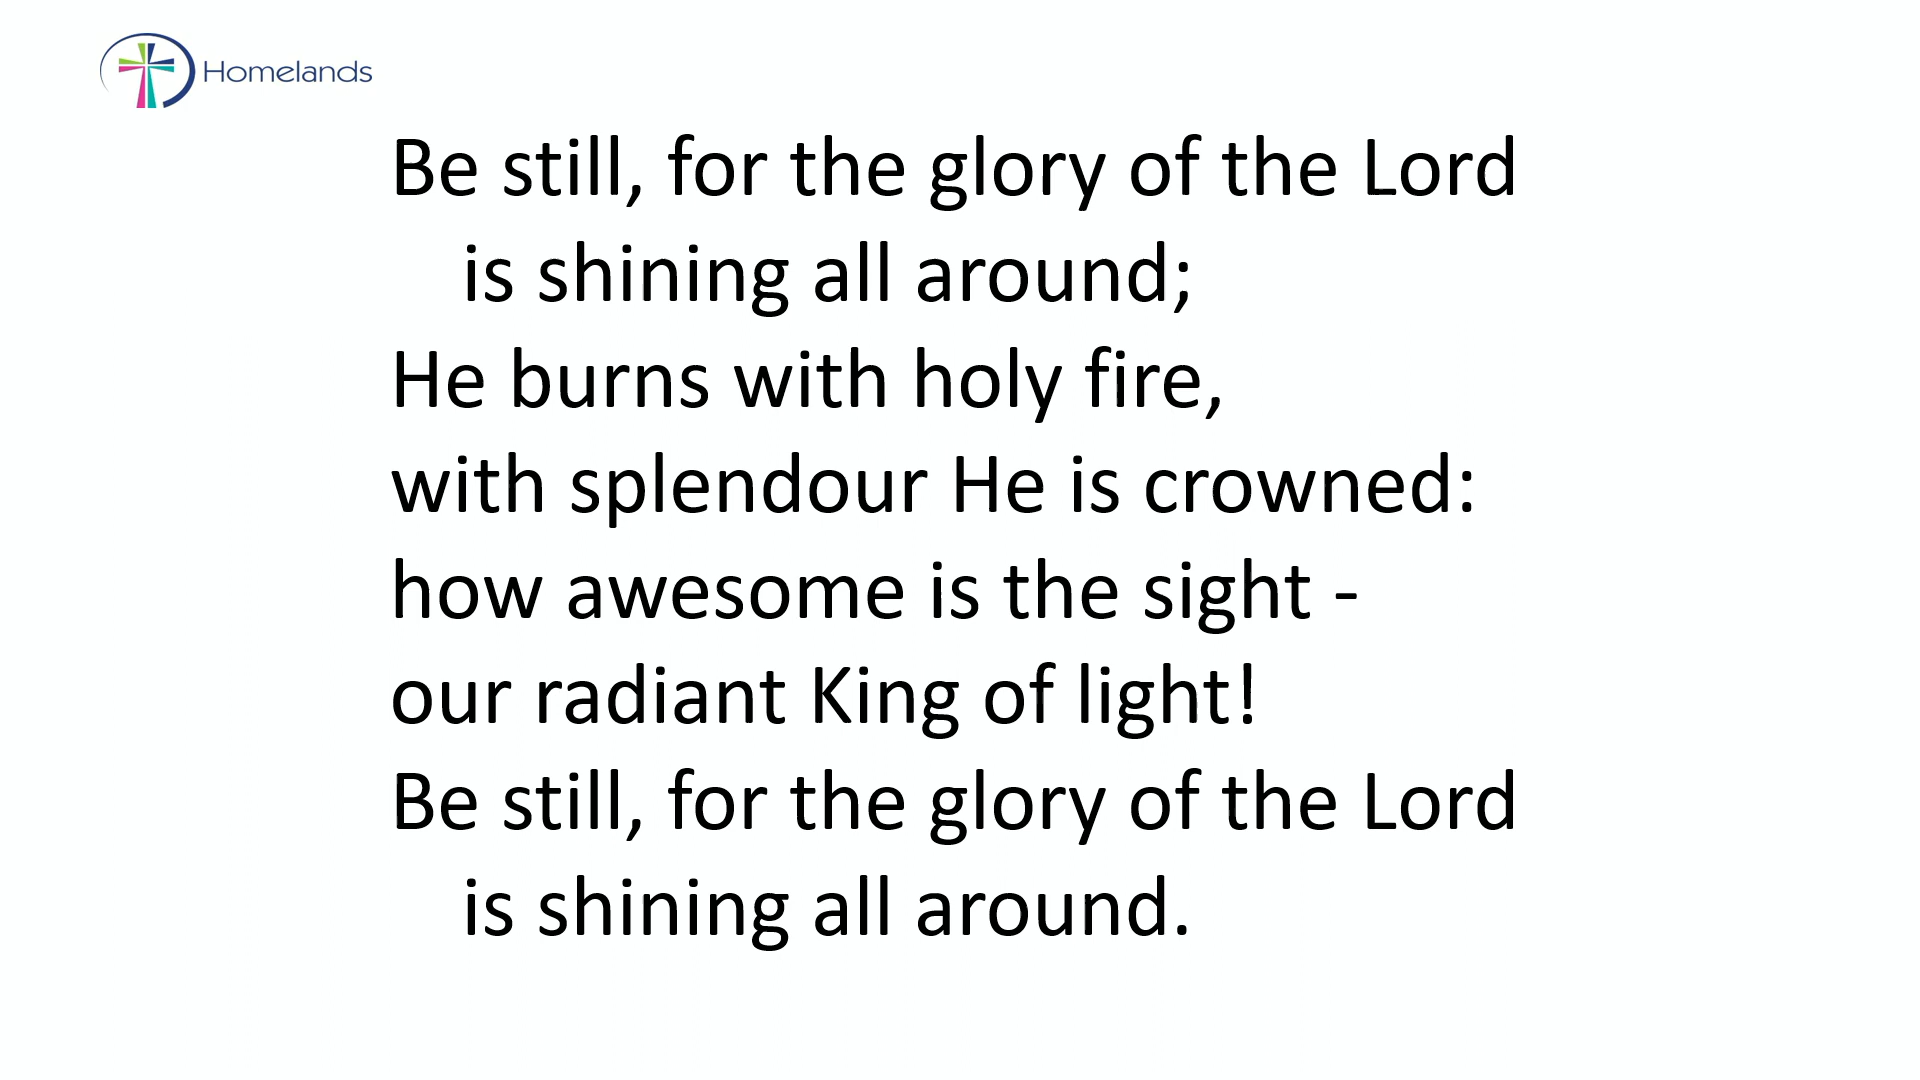 Homelands
Be still, for the glory of the Lord
is shining all around;
He burns with holy fire,
with splendour He is crowned:
how awesome is the sight -
our radiant King of light!
Be still, for the glory of the Lord
is shining all around.